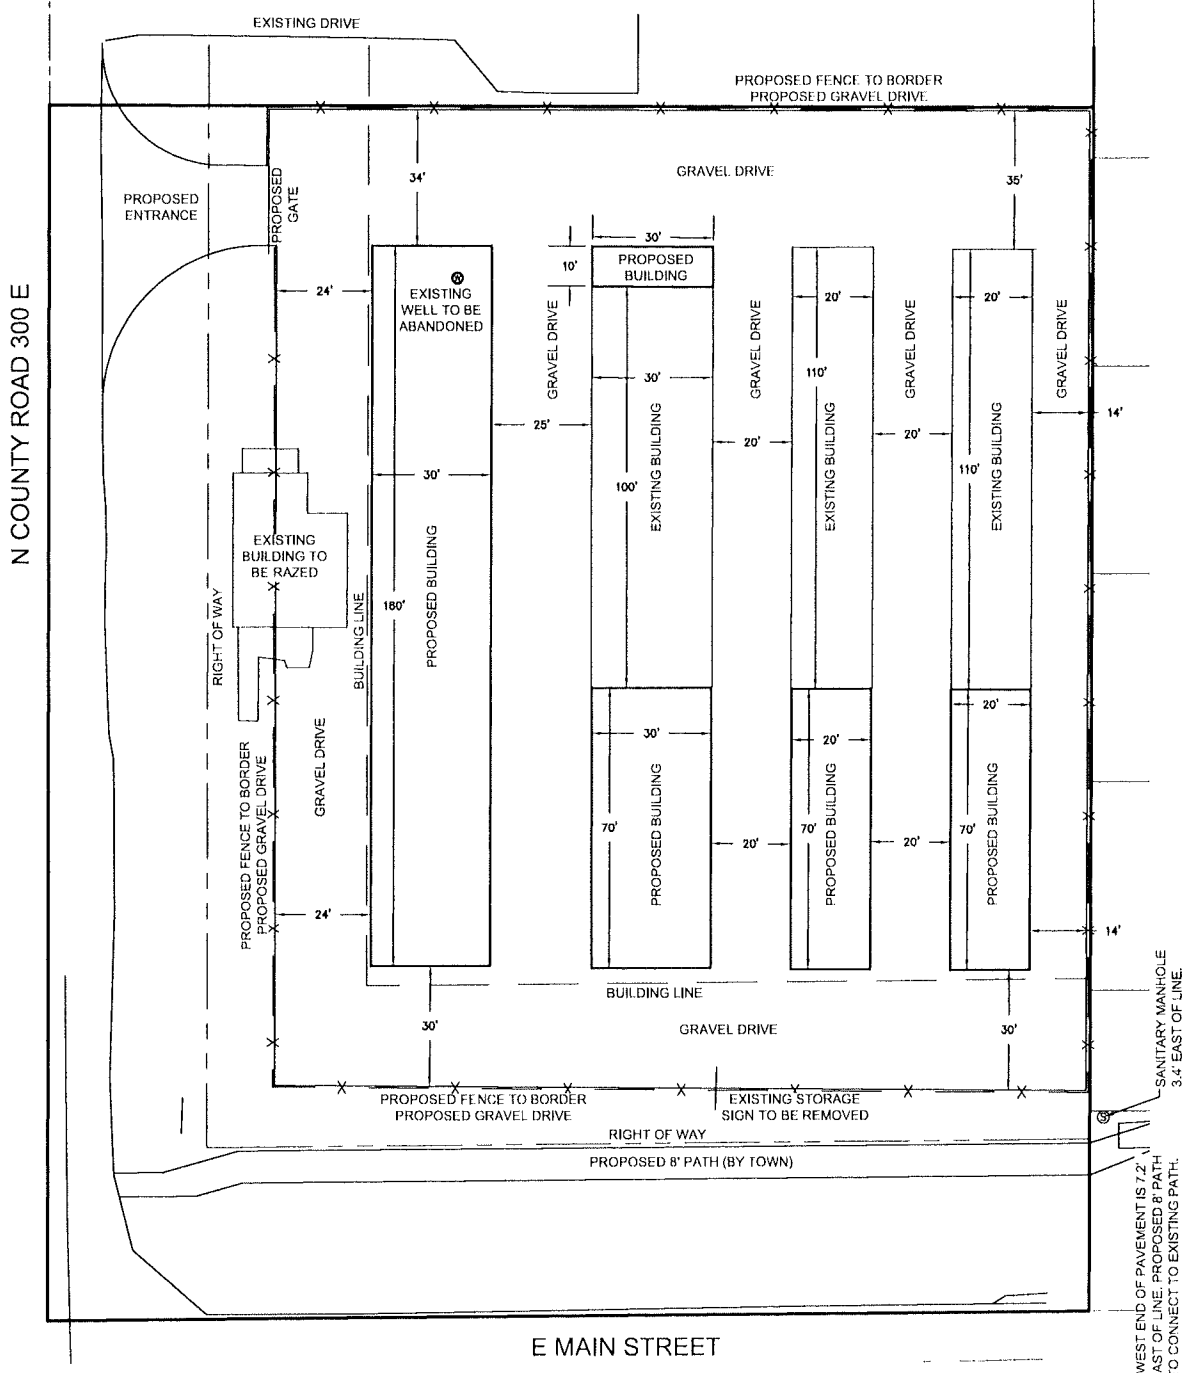 EXISTING DRIVE
PROPOSED FENCE TO BORDER
PROPOSED GRAVEL DRIVE
GRAVEL DRIVE
34'
35'
PROPOSED
ENTRANCE
PROPOSED
GATE
30'
10'
PROPOSED
BUILDING
24'
EXISTING
WELL TO BE
ABANDONED
20'
20'
GRAVEL DRIVE
GRAVEL DRIVE
GRAVEL DRIVE
GRAVEL DRIVE
N COUNTY ROAD 300 E
30'
110'
14'
25'
20'
20'
30'
100'
110'
EXISTING BUILDING
EXISTING BUILDING
EXISTING BUILDING
EXISTING
BUILDING TO
BE RAZED
180'
PROPOSED BUILDING
RIGHT OF WAY
BUILDING LINE
30'
20'
20'
PROPOSED FENCE TO BORDER
PROPOSED GRAVEL DRIVE
GRAVEL DRIVE
70'
PROPOSED BUILDING
70'
PROPOSED BUILDING
70'
PROPOSED BUILDING
20'
20'
24'
14'
BUILDING LINE
30'
GRAVEL DRIVE
30'
SANITARY MANHOLE
3.4' EAST OF LINE.
PROPOSED FENCE TO BORDER
PROPOSED GRAVEL DRIVE
EXISTING STORAGE
SIGN TO BE REMOVED
RIGHT OF WAY
PROPOSED 8' PATH (BY TOWN)
WEST END OF PAVEMENT IS 7.2'
AST OF LINE. PROPOSED 8' PATH
TO CONNECT TO EXISTING PATH.
E MAIN STREET